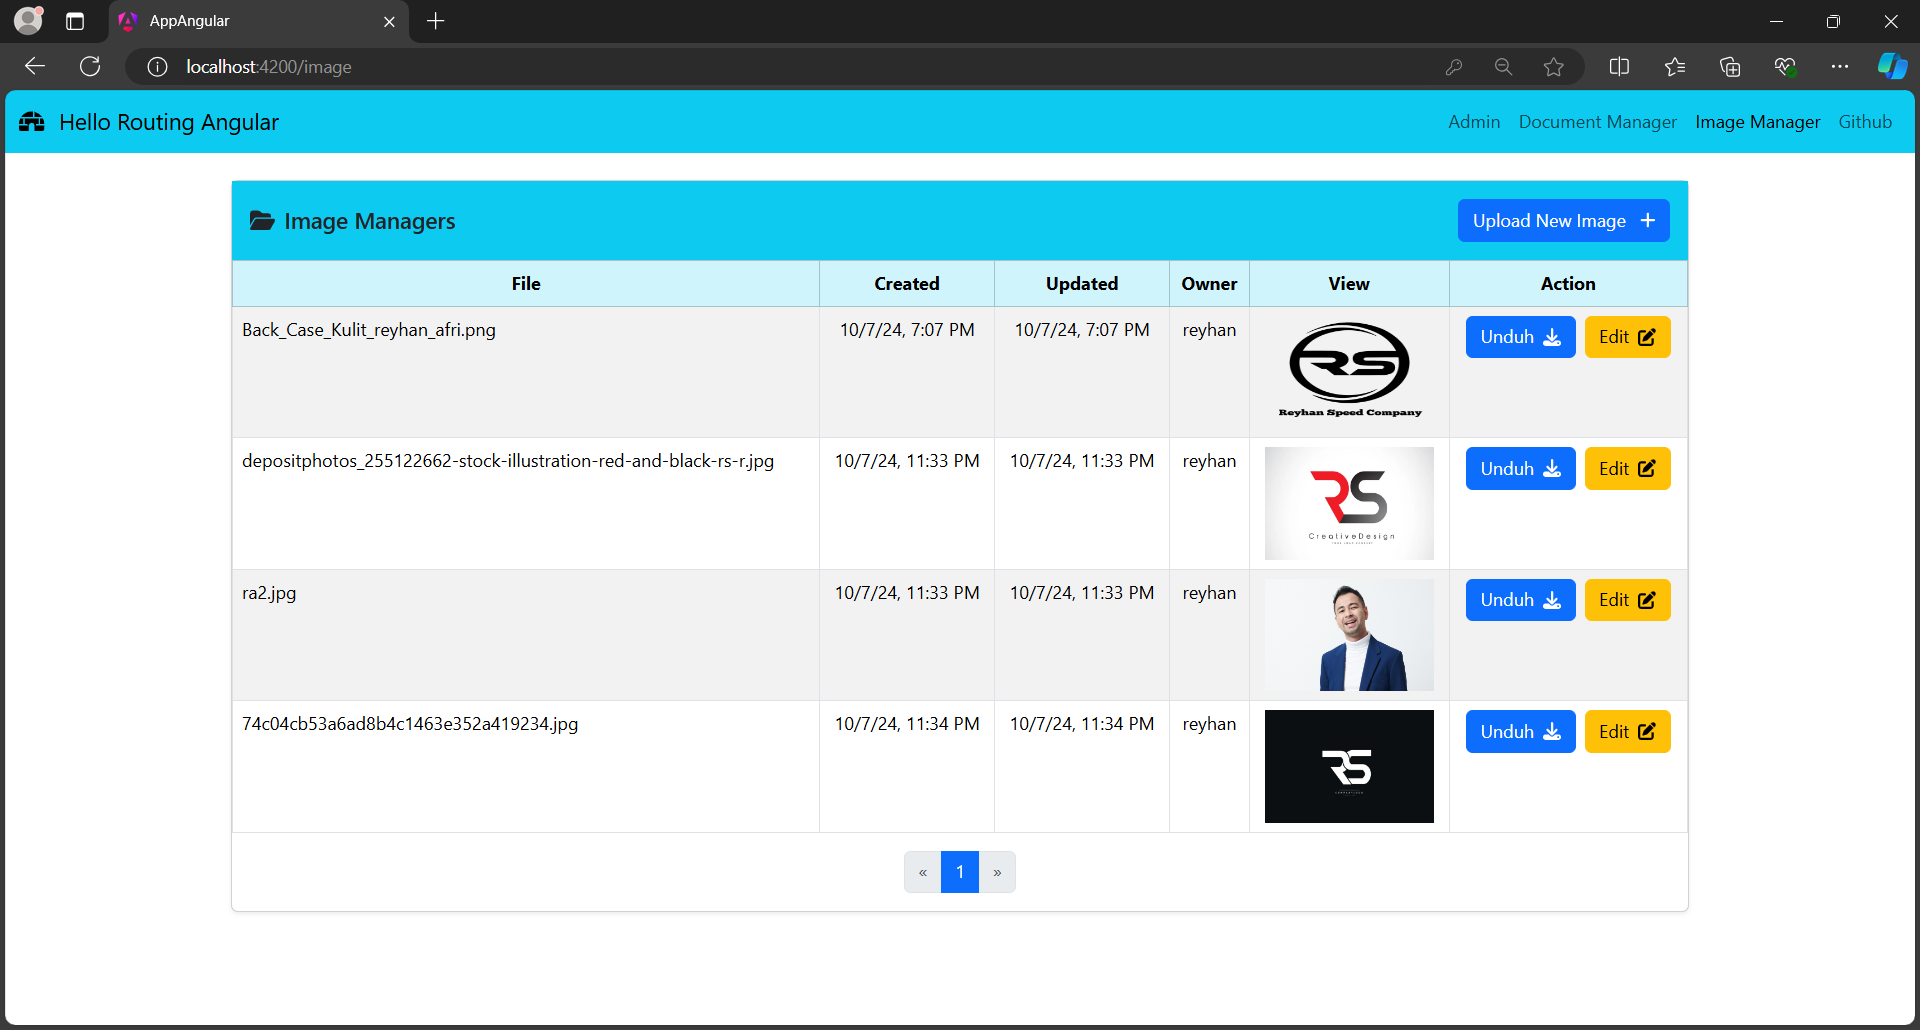 AppAngular
localhost:4200/image
Hello Routing Angular
Admin Document Manager Image Manager Github
Image Managers
Upload New Image
File Created Updated Owner View Action
Back_Case_Kulit_reyhan_afri.png 10/7/24, 7:07 PM 10/7/24, 7:07 PM reyhan Unduh Edit
RS
Reyhan Speed Company
depositphotos_255122662-stock-illustration-red-and-black-rs-r.jpg 10/7/24, 11:33 PM 10/7/24, 11:33 PM reyhan Unduh Edit
RS
CreativeDesign
ra2.jpg 10/7/24, 11:33 PM 10/7/24, 11:33 PM reyhan Unduh Edit
74c04cb53a6ad8b4c1463e352a419234.jpg 10/7/24, 11:34 PM 10/7/24, 11:34 PM reyhan Unduh Edit
RS
« 1 »